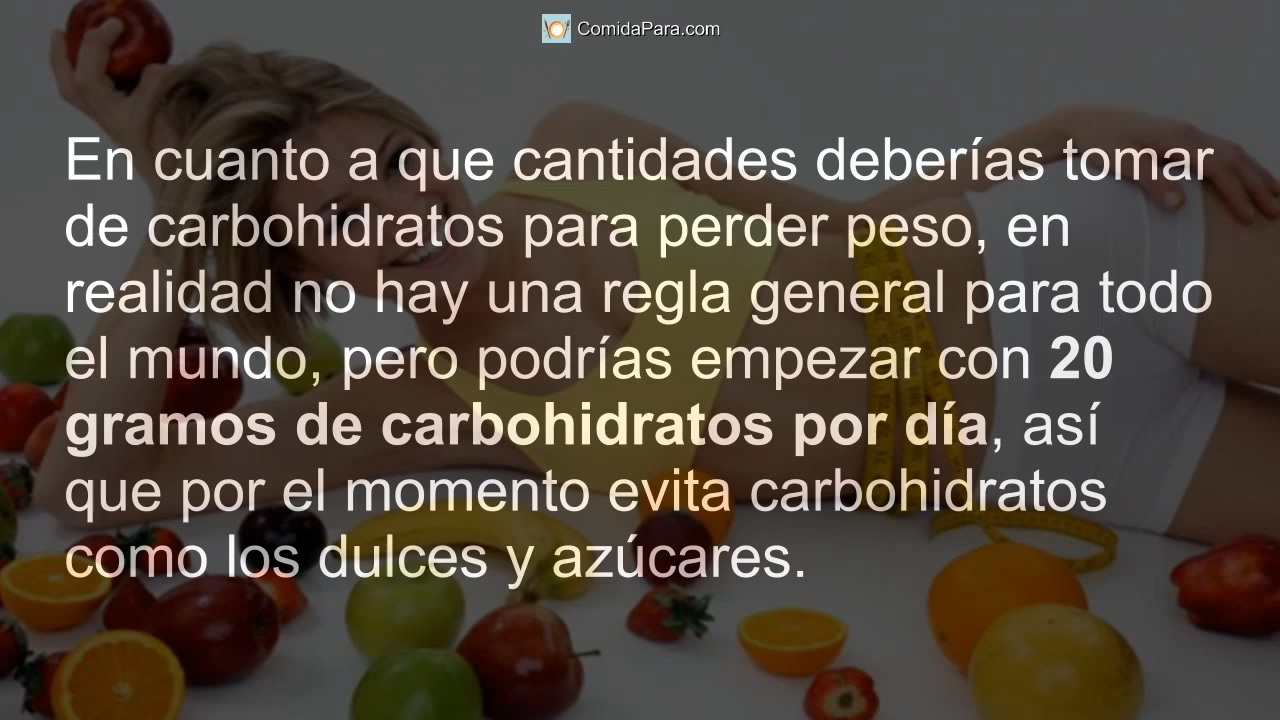 ComidaPara.com
En cuanto a que cantidades deberías tomar
de carbohidratos para perder peso, en
realidad no hay una regla general para todo
el mundo, pero podrías empezar con 20
gramos de carbohidratos por día, así
que por el momento evita carbohidratos
como los dulces y azúcares.